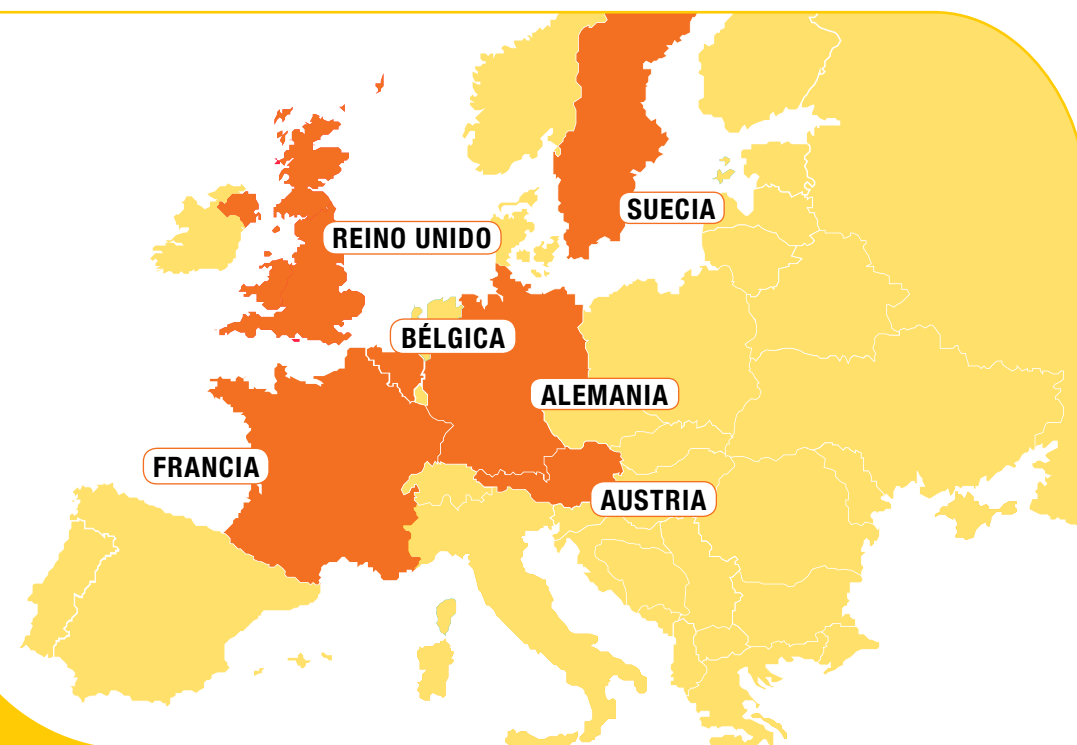 SUECIA
REINO UNIDO
BÉLGICA
ALEMANIA
FRANCIA
AUSTRIA